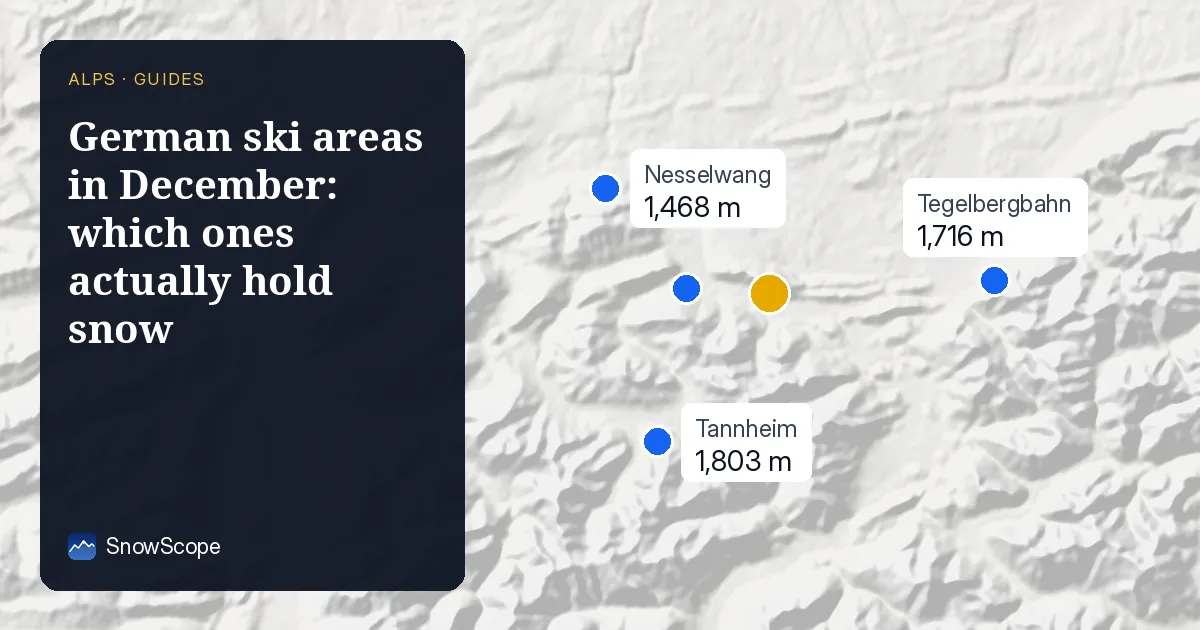 ALPS · GUIDES
German ski areas
in December:
which ones
actually hold
snow
SnowScope
Nesselwang
1,468 m
Tegelbergbahn
1,716 m
Tannheim
1,803 m